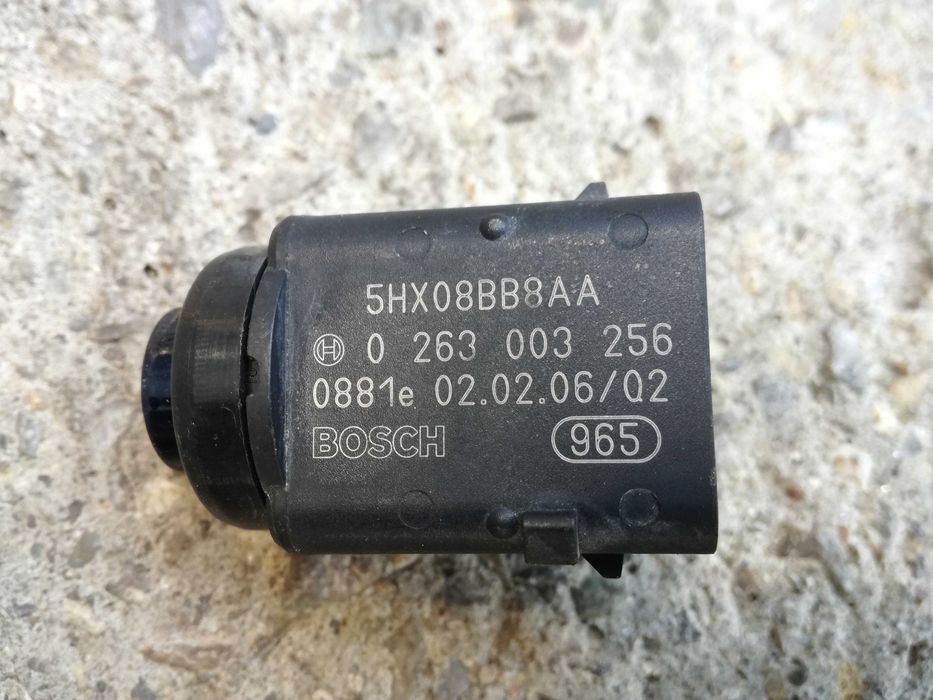 5HX08BB8AA
0 263 003 256
0881e 02.02.06/Q2
BOSCH 965